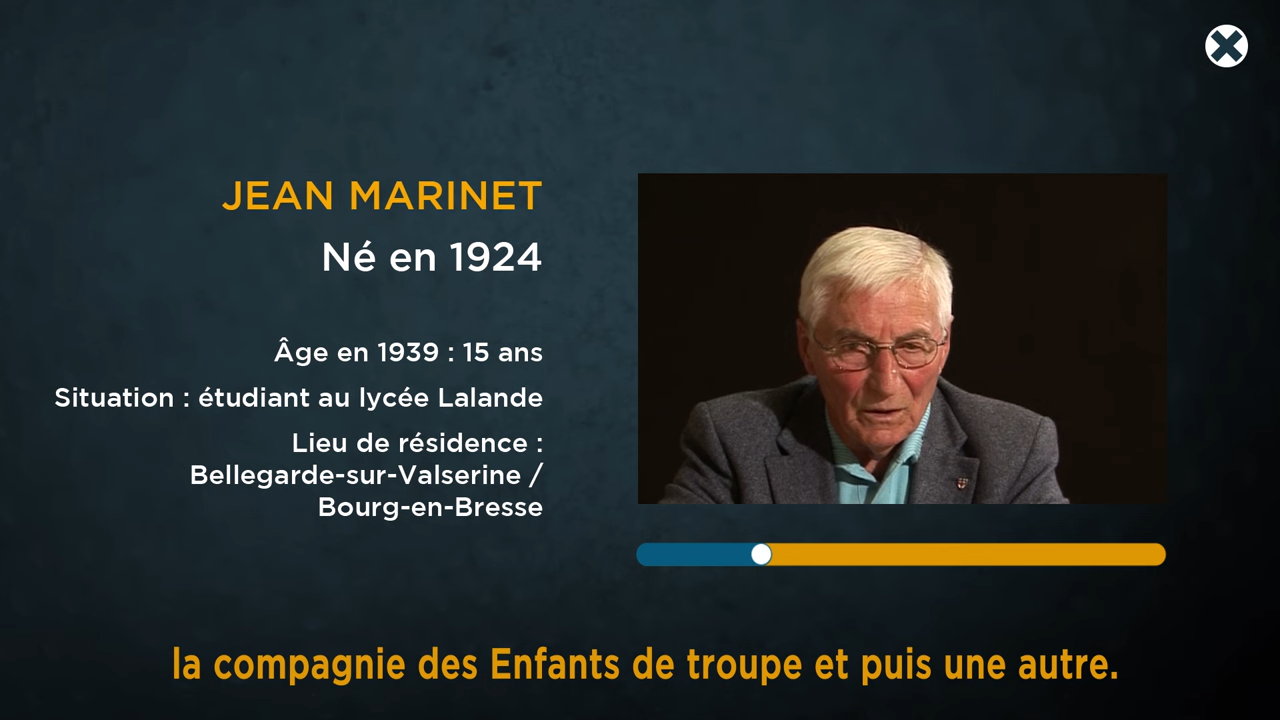 JEAN MARINET
Né en 1924
Âge en 1939 : 15 ans
Situation : étudiant au lycée Lalande
Lieu de résidence :
Bellegarde-sur-Valserine /
Bourg-en-Bresse
la compagnie des Enfants de troupe et puis une autre.